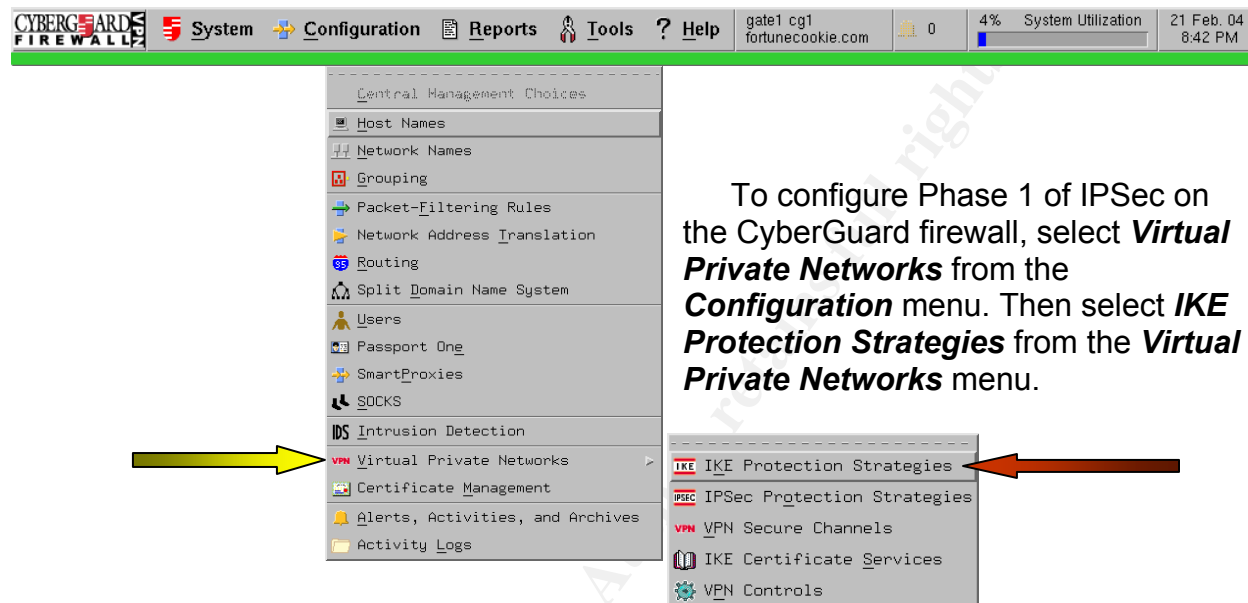 CYBERGUARD FIREWALL VPN
System Configuration Reports Tools ? Help
gate1 cg1
fortunecookie.com
0
4% System Utilization
21 Feb. 04
8:42 PM
Central Management Choices
Host Names
Network Names
Grouping
Packet-Filtering Rules
Network Address Translation
95 Routing
Split Domain Name System
Users
Passport One
SmartProxies
SOCKS
IDS Intrusion Detection
VPN Virtual Private Networks
Certificate Management
Alerts, Activities, and Archives
Activity Logs
To configure Phase 1 of IPSec on
the CyberGuard firewall, select Virtual
Private Networks from the
Configuration menu. Then select IKE
Protection Strategies from the Virtual
Private Networks menu.
IKE IKE Protection Strategies
IPSEC IPSec Protection Strategies
VPN VPN Secure Channels
IKE Certificate Services
VPN Controls